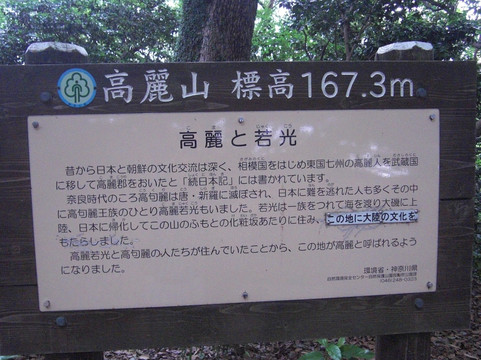 高麗山 標高167.3m
高麗と若光
昔から日本と朝鮮の文化交流は深く、相模国をはじめ東国七州の高麗人を武蔵国
に移して高麗郡をおいたと「続日本記」には書かれています。
奈良時代のころ高句麗は唐・新羅に滅ぼされ、日本に難を逃れた人も多くその中
に高句麗王族のひとり高麗若光もいました。若光は一族をつれて海を渡り大磯に上
陸、日本に帰化してこの山のふもとの化粧坂あたりに住み、この地に大陸の文化を
もたらしました。
高麗若光と高句麗の人たちが住んでいたことから、この地が高麗と呼ばれるよう
になりました。
環境省・神奈川県